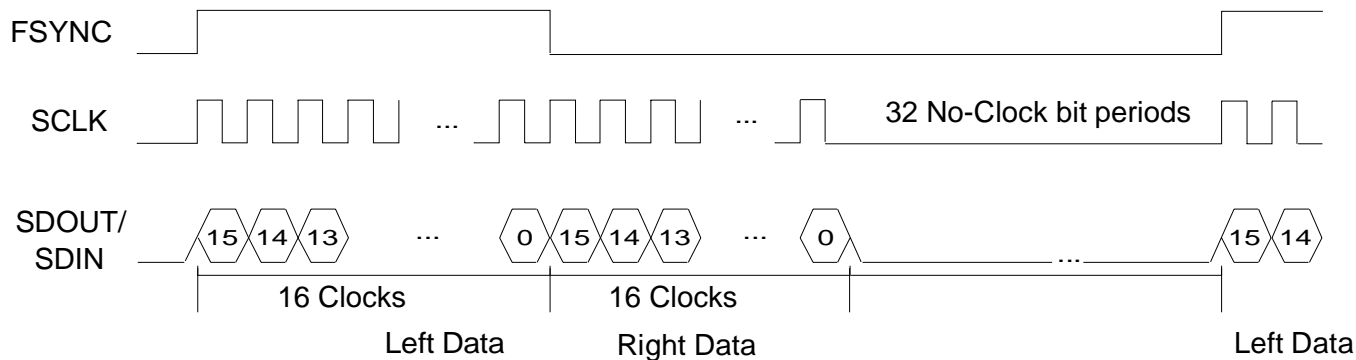 FSYNC
SCLK
... ... 32 No-Clock bit periods
SDOUT/
SDIN
15 14 13 ... 0 15 14 13 ... 0 ... 15 14
16 Clocks 16 Clocks
Left Data Right Data Left Data